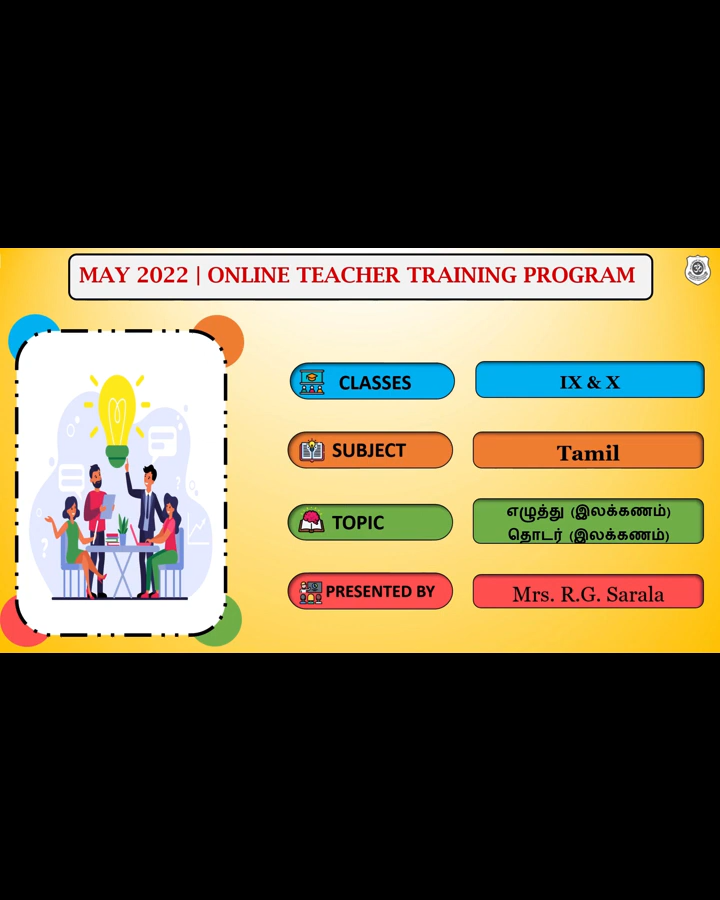 MAY 2022 | ONLINE TEACHER TRAINING PROGRAM
CLASSES
IX & X
SUBJECT
Tamil
TOPIC
எழுத்து (இலக்கணம்)
தொடர் (இலக்கணம்)
PRESENTED BY
Mrs. R.G. Sarala